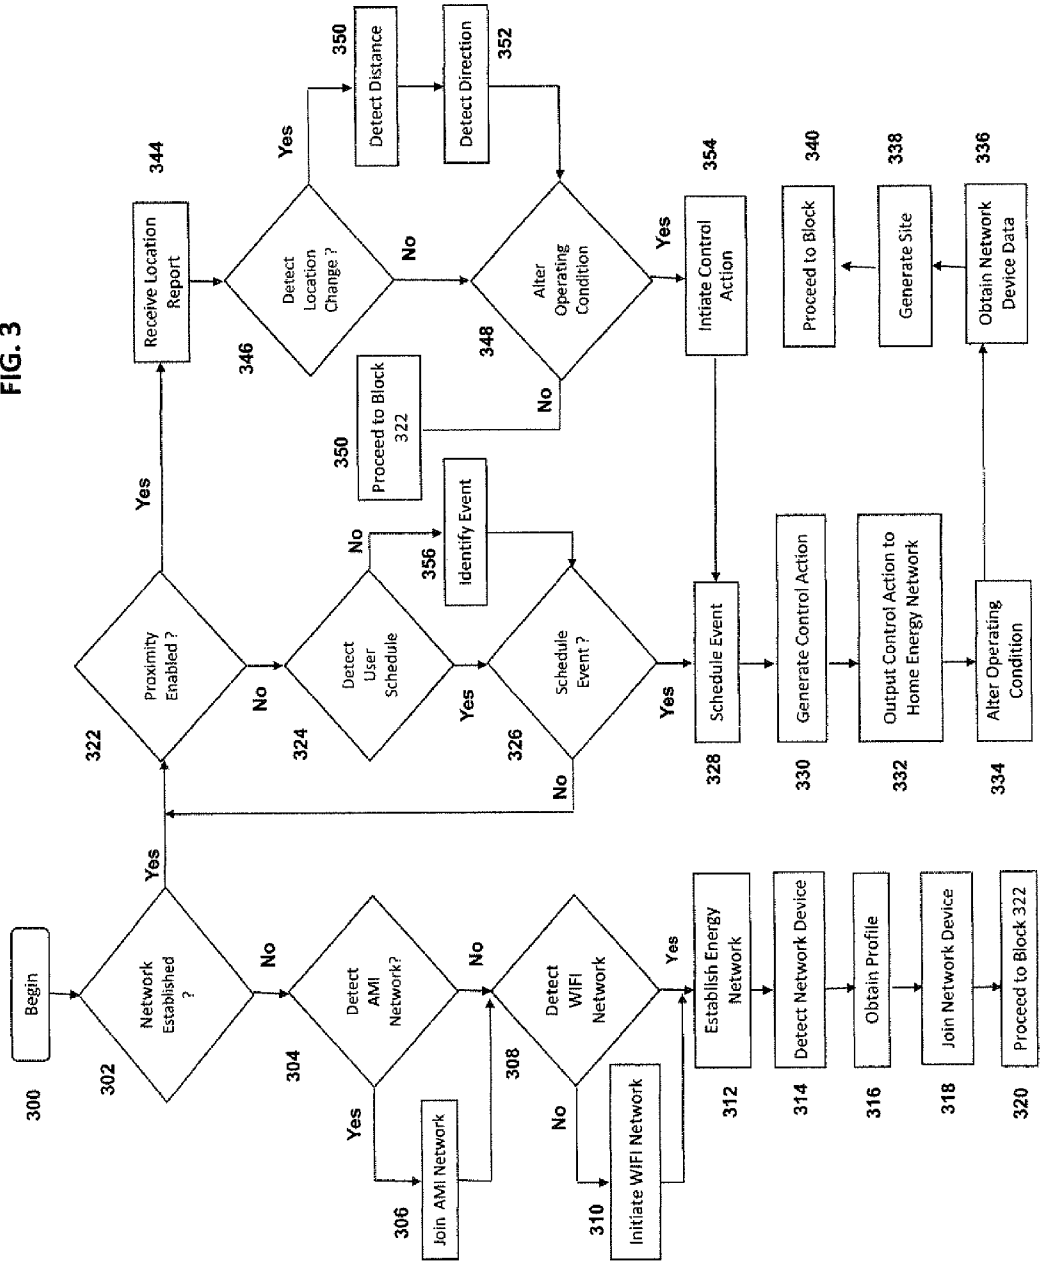 FIG. 3
300
Begin
302
Network
Established
?
Yes
No
304
Detect
AMI
Network?
Yes
No
306
Join AMI Network
308
Detect
WIFI
Network
No
Yes
310
Initiate WIFI Network
312
Establish Energy
Network
314
Detect Network Device
316
Obtain Profile
318
Join Network Device
320
Proceed to Block 322
322
Proximity
Enabled ?
Yes
No
324
Detect
User
Schedule
No
Yes
356
Identify Event
326
Schedule
Event ?
No
Yes
328
Schedule Event
330
Generate Control Action
332
Output Control Action to
Home Energy Network
334
Alter Operating
Condition
344
Receive Location
Report
346
Detect
Location
Change ?
Yes
No
350
Detect Distance
352
Detect Direction
348
Alter
Operating
Condition
No
Yes
350
Proceed to Block
322
354
Intiate Control
Action
340
Proceed to Block
338
Generate Site
336
Obtain Network
Device Data